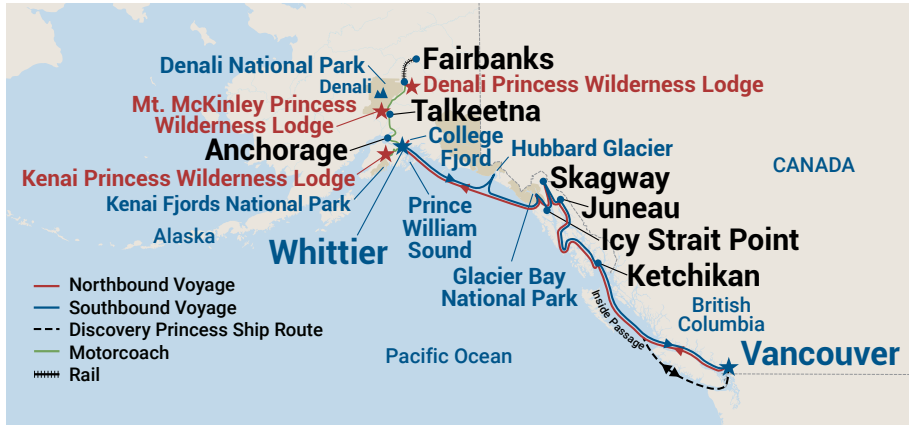 Fairbanks
Denali National Park
Denali
Denali Princess Wilderness Lodge
Mt. McKinley Princess
Wilderness Lodge
Talkeetna
Anchorage
College
Fjord
Hubbard Glacier
Kenai Princess Wilderness Lodge
Kenai Fjords National Park
CANADA
Skagway
Juneau
Prince
William
Sound
Alaska
Whittier
Icy Strait Point
Glacier Bay
National Park
Ketchikan
Northbound Voyage
Southbound Voyage
Discovery Princess Ship Route
Motorcoach
Rail
Inside Passage
British
Columbia
Pacific Ocean
Vancouver